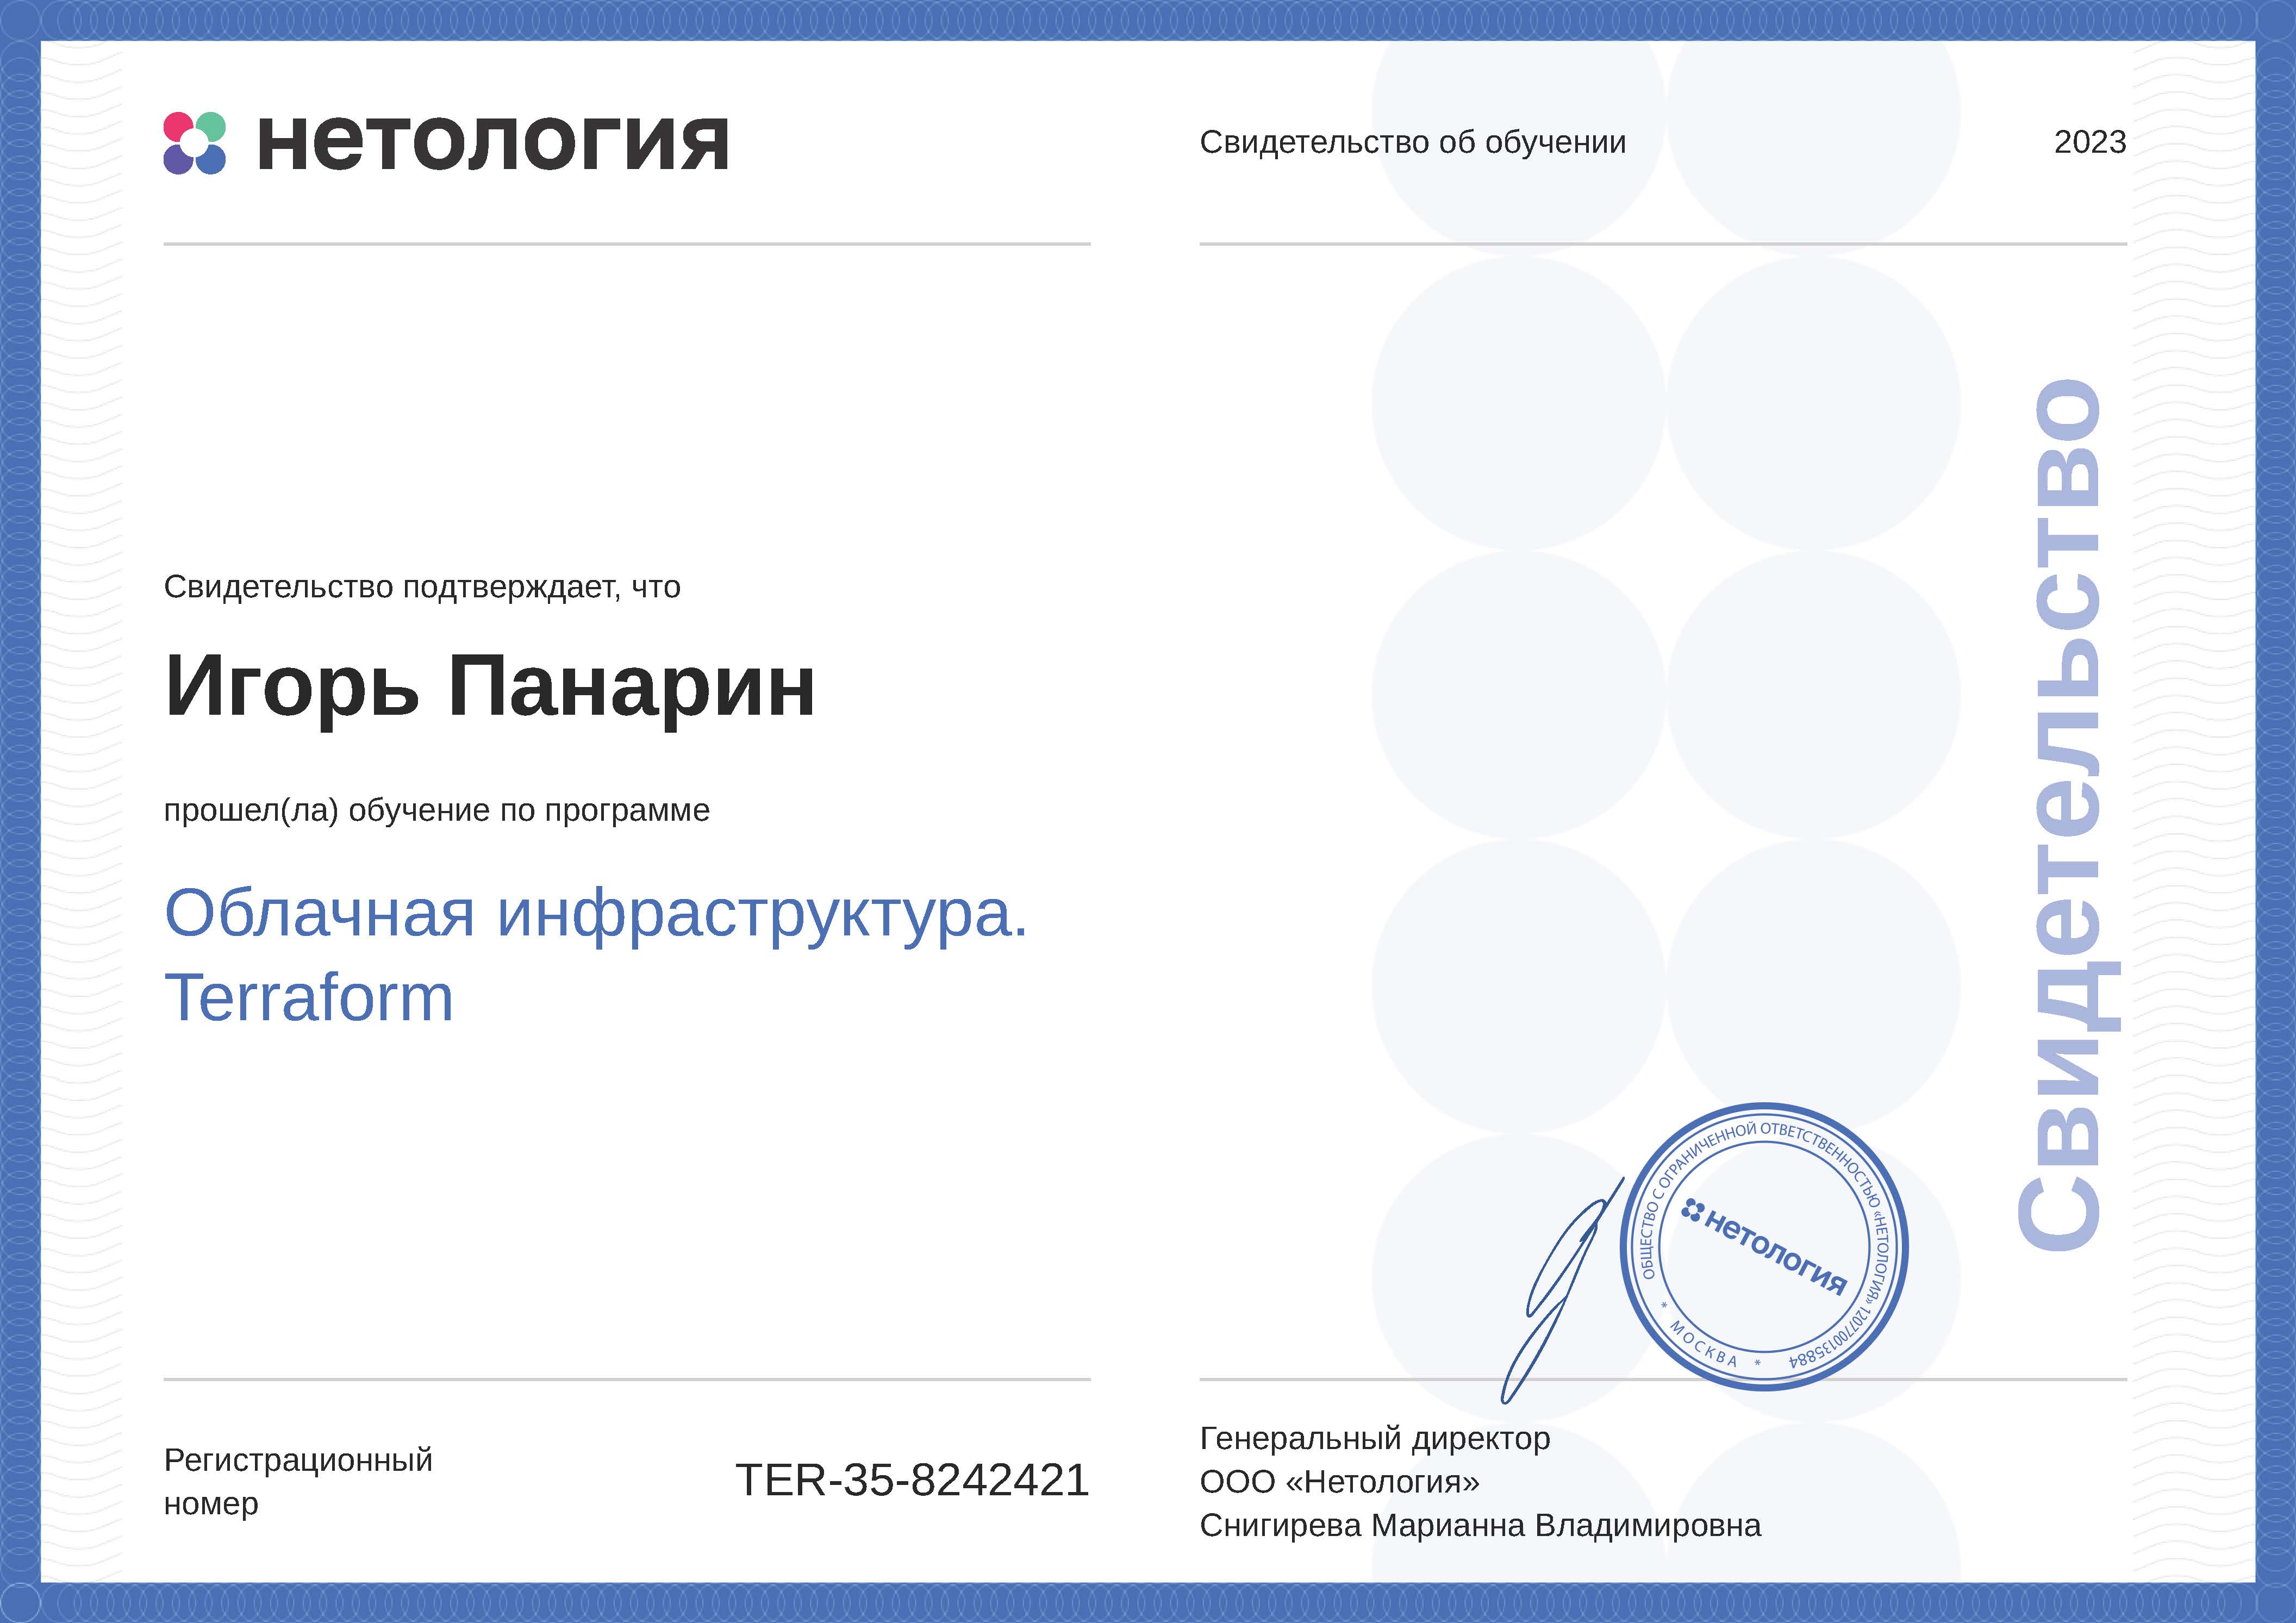 нетология
Свидетельство об обучении
2023
Свидетельство подтверждает, что
Игорь Панарин
прошел(ла) обучение по программе
Облачная инфраструктура.
Terraform
Свидетельство
ОБЩЕСТВО С ОГРАНИЧЕННОЙ ОТВЕТСТВЕННОСТЬЮ «НЕТОЛОГИЯ» 1207700135884
* МОСКВА *
нетология
Регистрационный
номер
TER-35-8242421
Генеральный директор
ООО «Нетология»
Снигирева Марианна Владимировна